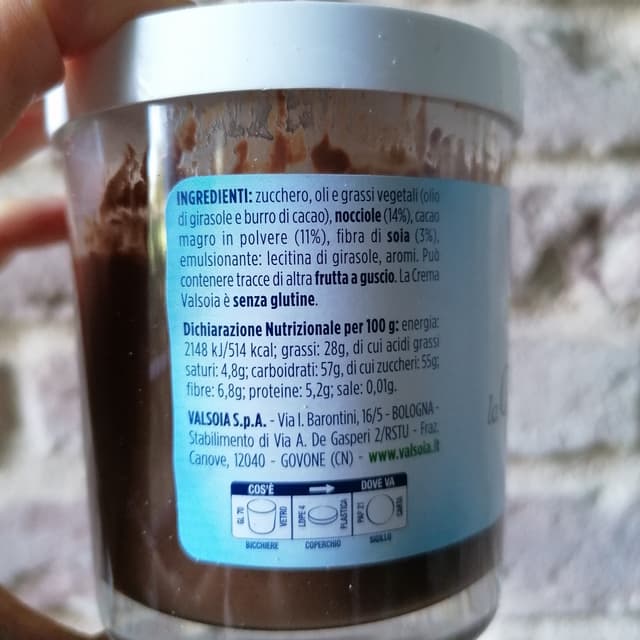 INGREDIENTI: zucchero, oli e grassi vegetali (olio
di girasole e burro di cacao), nocciole (14%), cacao
magro in polvere (11%), fibra di soia (3%),
emulsionante: lecitina di girasole, aromi. Può
contenere tracce di altra frutta a guscio. La Crema
Valsoia è senza glutine.
Dichiarazione Nutrizionale per 100 g: energia:
2148 kJ/514 kcal; grassi: 28g, di cui acidi grassi
saturi: 4,8g; carboidrati: 57g, di cui zuccheri: 55g;
fibre: 6,8g; proteine: 5,2g; sale: 0,01g.
VALSOIA S.p.A. - Via I. Barontini, 16/5 - BOLOGNA -
Stabilimento di Via A. De Gasperi 2/RSTU - Fraz.
Canove, 12040 - GOVONE (CN) - www.valsoia.it
COS'È DOVE VA
GL 70 VETRO LDPE 4 PLASTICA PAP 21 CARTA
BICCHIERE COPERCHIO SIGILLO
la